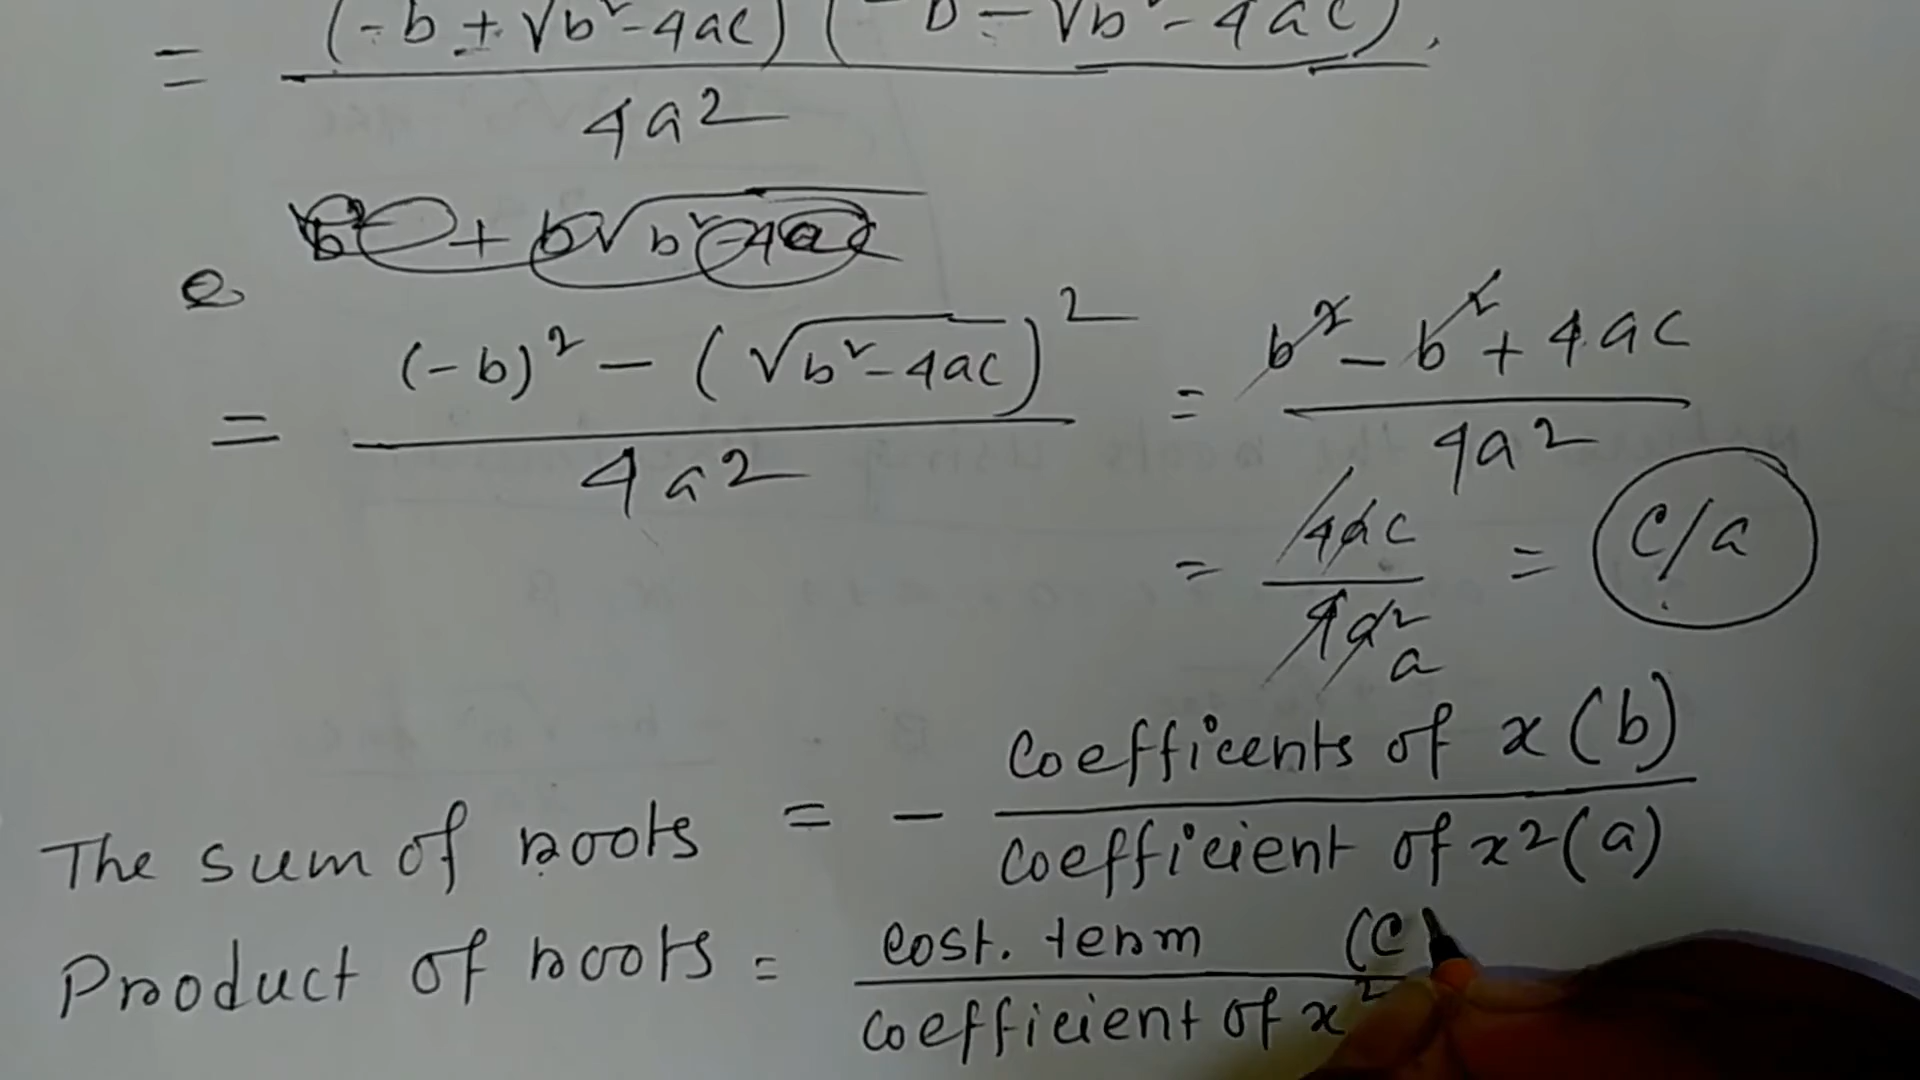 = (-b + √b²-4ac) (-b - √b²-4ac).
4a²
= (-b)² - (√b²-4ac)² / 4a² = b² - b² + 4ac / 4a²
= 4ac / 4a² a = c/a
The sum of roots = - Coefficents of x (b) / Coefficient of x² (a)
Product of roots = Cost. term (c) / Coefficient of x²